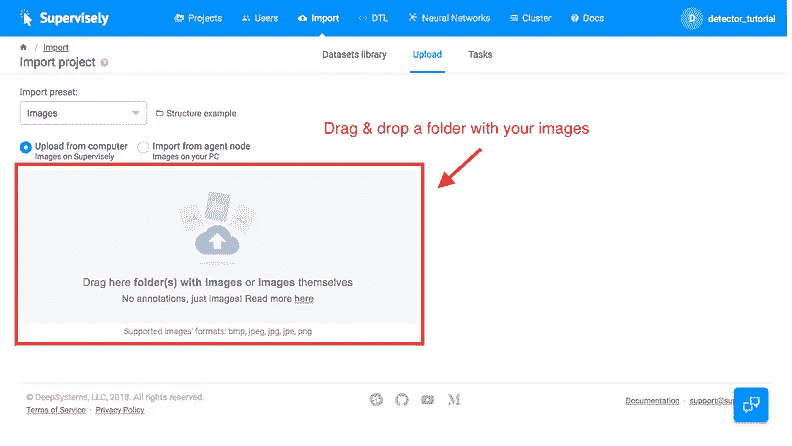 Supervisely
Projects
Users
Import
DTL
Neural Networks
Cluster
Docs
D
detector_tutorial
/ Import
Import project
Datasets library
Upload
Tasks
Import preset:
Images
Structure example
Upload from computer
Images on Supervisely
Import from agent node
Images on your PC
Drag & drop a folder with your images
Drag here folder(s) with images or images themselves
No annotations, just images! Read more here
Supported images' formats: bmp, jpeg, jpg, jpe, png
© DeepSystems, LLC, 2018. All rights reserved.
Terms of Service · Privacy Policy
Documentation